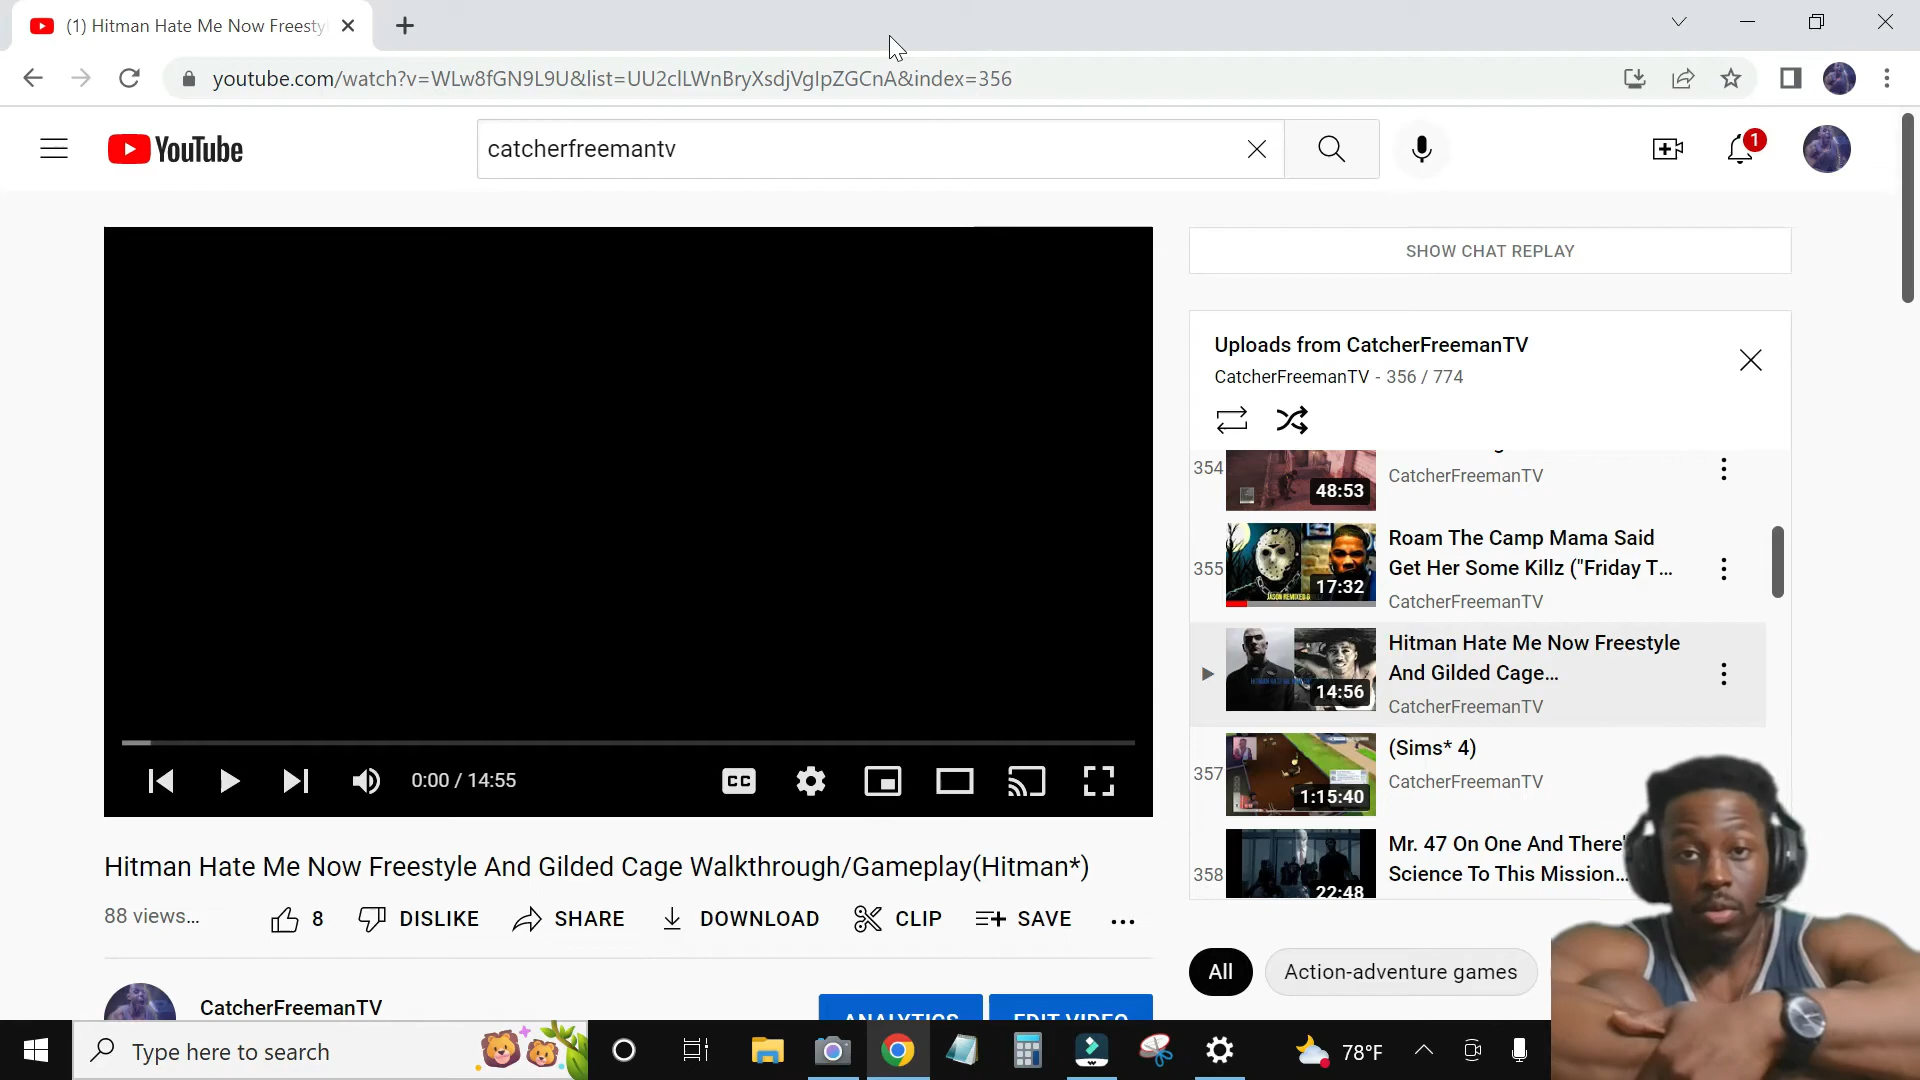 (1) Hitman Hate Me Now Freesty
youtube.com/watch?v=WLw8fGN9L9U&list=UU2clLWnBryXsdjVgIpZGCnA&index=356
YouTube
catcherfreemantv
1
SHOW CHAT REPLAY
Uploads from CatcherFreemanTV
CatcherFreemanTV - 356 / 774
354
48:53
CatcherFreemanTV
355
17:32
Roam The Camp Mama Said
Get Her Some Killz ("Friday T...
CatcherFreemanTV
14:56
Hitman Hate Me Now Freestyle
And Gilded Cage...
CatcherFreemanTV
357
1:15:40
(Sims* 4)
CatcherFreemanTV
358
22:48
Mr. 47 On One And There'
Science To This Mission...
0:00 / 14:55
CC
Hitman Hate Me Now Freestyle And Gilded Cage Walkthrough/Gameplay(Hitman*)
88 views...
8
DISLIKE
SHARE
DOWNLOAD
CLIP
SAVE
All
Action-adventure games
CatcherFreemanTV
ANALYTICS
EDIT VIDEO
Type here to search
78°F